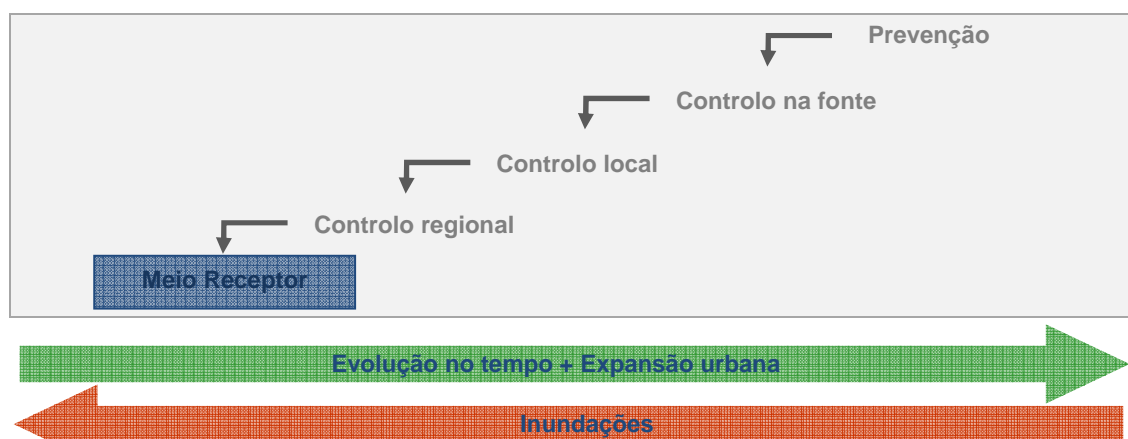 Prevenção
Controlo na fonte
Controlo local
Controlo regional
Meio Receptor
Evolução no tempo + Expansão urbana
Inundações